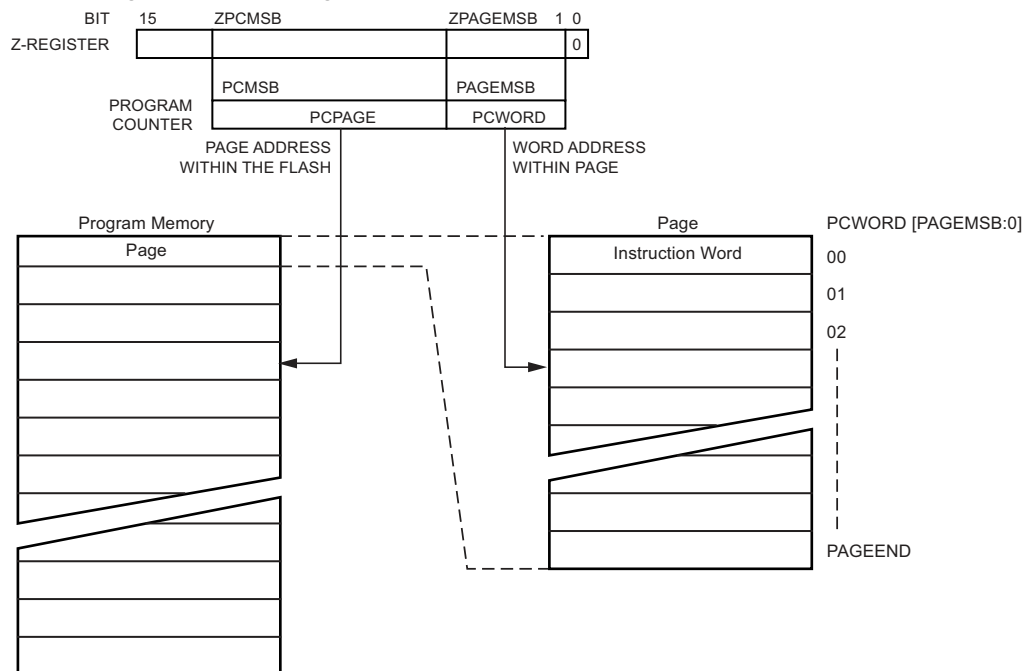 BIT 15 ZPCMSB ZPAGEMSB 1 0
Z-REGISTER 0
PCMSB PAGEMSB
PROGRAM
COUNTER
PCPAGE PCWORD
PAGE ADDRESS
WITHIN THE FLASH
WORD ADDRESS
WITHIN PAGE
Program Memory
Page
Page
Instruction Word
PCWORD [PAGEMSB:0]
00
01
02
PAGEEND